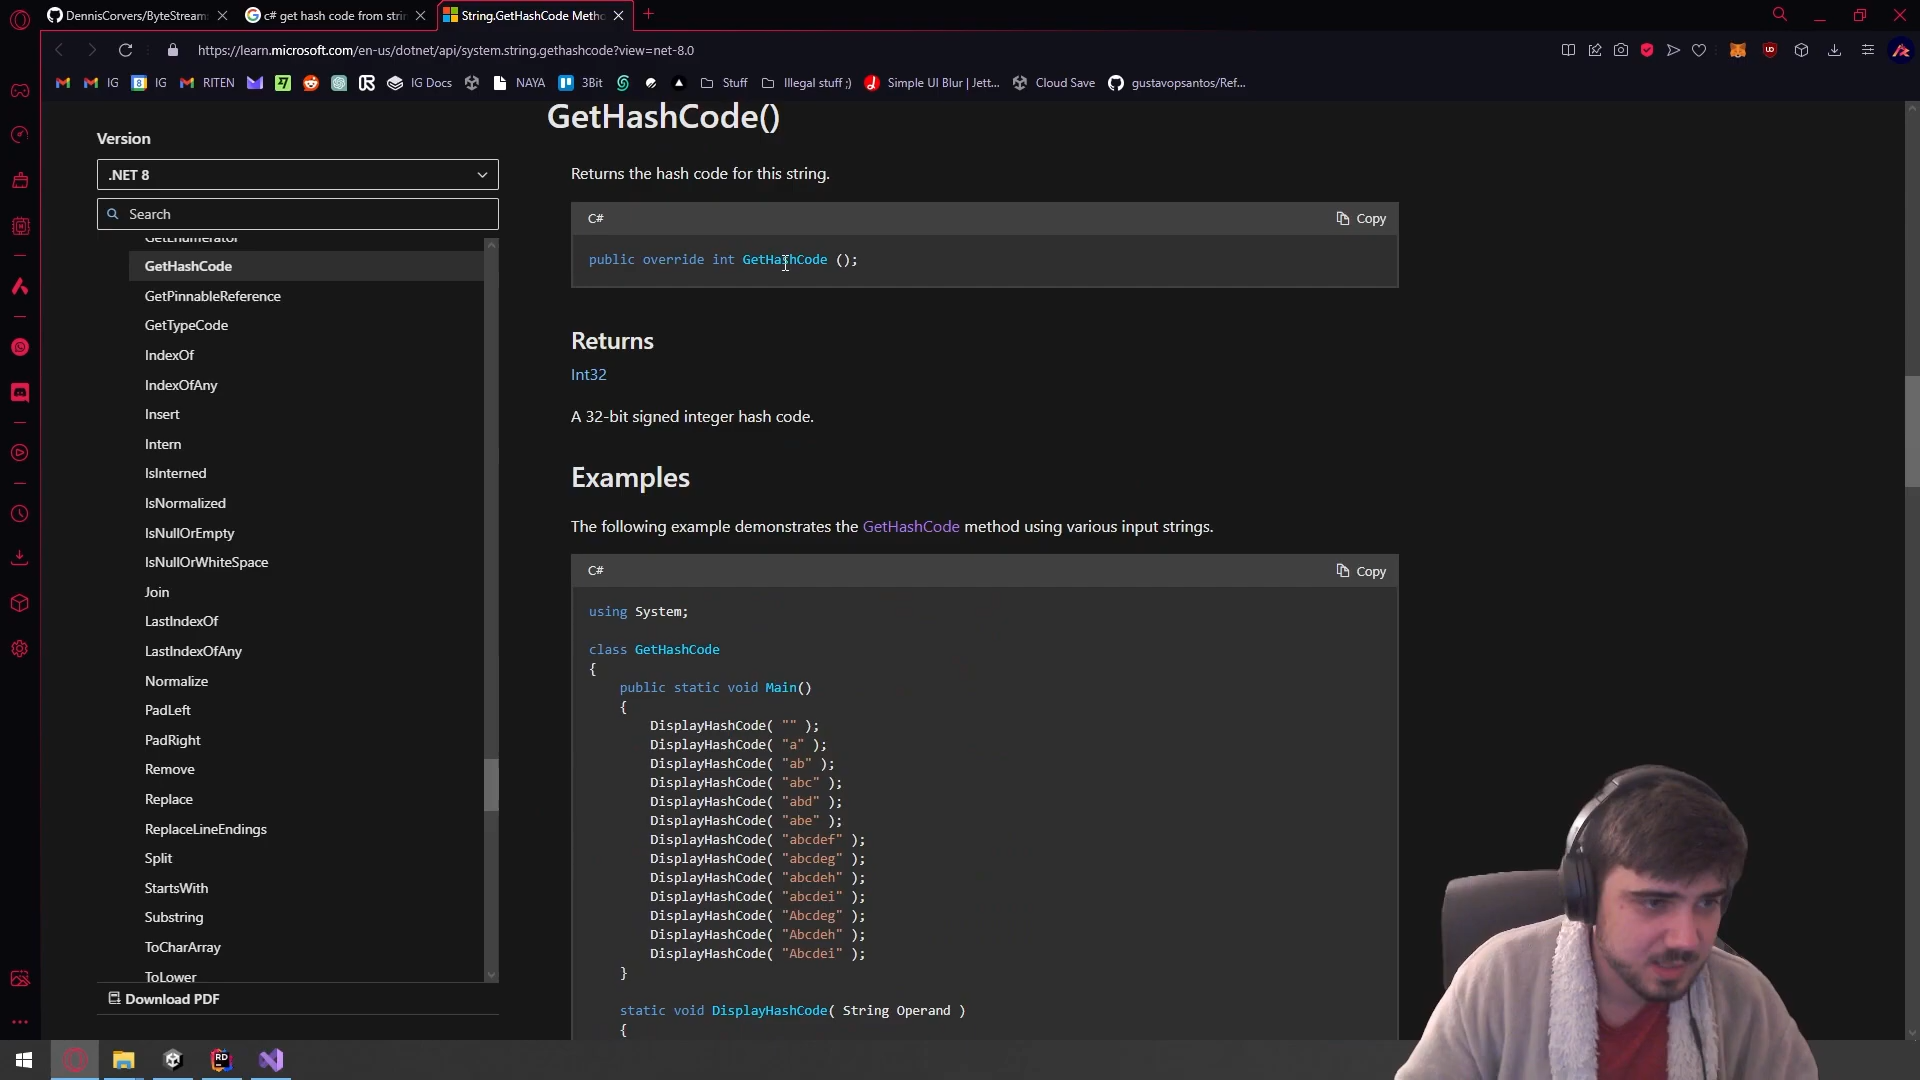 DennisCorvers/ByteStream
c# get hash code from strin
String.GetHashCode Metho
https://learn.microsoft.com/en-us/dotnet/api/system.string.gethashcode?view=net-8.0
IG
IG
RITEN
IG Docs
NAYA
3Bit
Stuff
Illegal stuff ;)
Simple UI Blur | Jett...
Cloud Save
gustavopsantos/Ref...
Version
.NET 8
Search
GetEnumerator
GetHashCode
GetPinnableReference
GetTypeCode
IndexOf
IndexOfAny
Insert
Intern
IsInterned
IsNormalized
IsNullOrEmpty
IsNullOrWhiteSpace
Join
LastIndexOf
LastIndexOfAny
Normalize
PadLeft
PadRight
Remove
Replace
ReplaceLineEndings
Split
StartsWith
Substring
ToCharArray
ToLower
Download PDF
GetHashCode()
Returns the hash code for this string.
C#
Copy
public override int GetHashCode ();
Returns
Int32
A 32-bit signed integer hash code.
Examples
The following example demonstrates the GetHashCode method using various input strings.
C#
Copy
using System;
class GetHashCode
{
public static void Main()
{
DisplayHashCode( "" );
DisplayHashCode( "a" );
DisplayHashCode( "ab" );
DisplayHashCode( "abc" );
DisplayHashCode( "abd" );
DisplayHashCode( "abe" );
DisplayHashCode( "abcdef" );
DisplayHashCode( "abcdeg" );
DisplayHashCode( "abcdeh" );
DisplayHashCode( "abcdei" );
DisplayHashCode( "Abcdeg" );
DisplayHashCode( "Abcdeh" );
DisplayHashCode( "Abcdei" );
}
static void DisplayHashCode( String Operand )
{